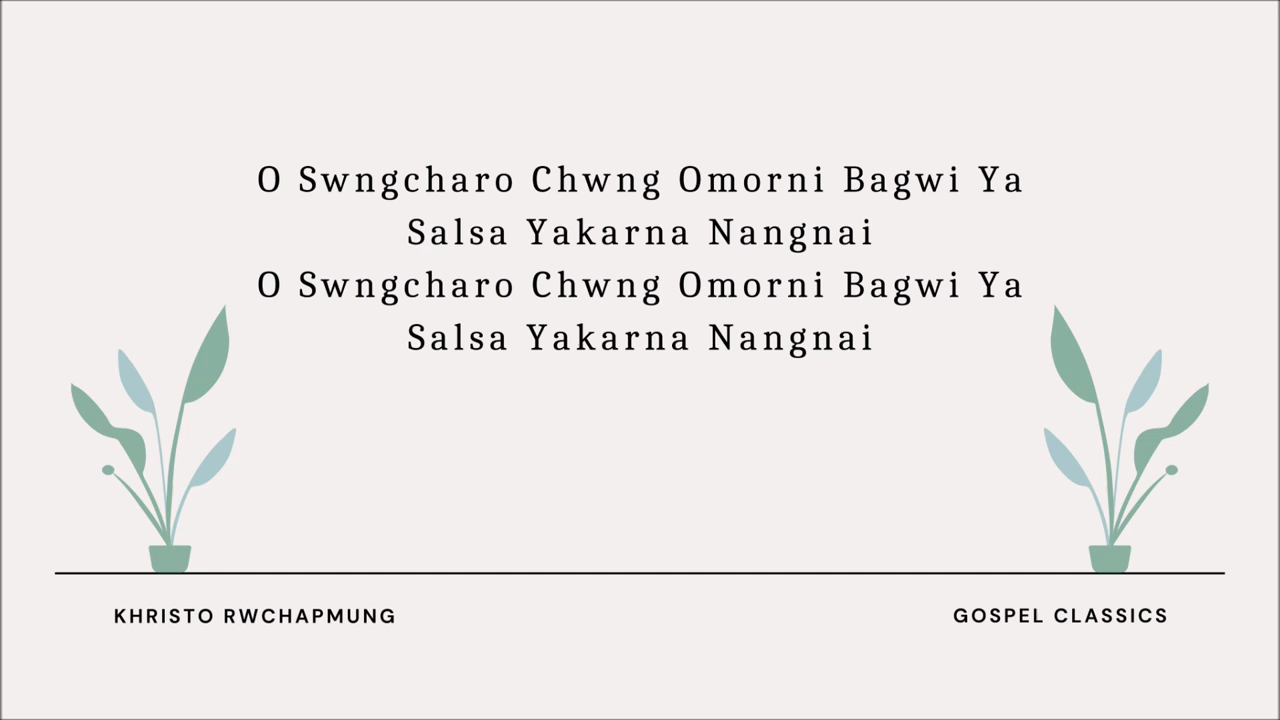 O Swngcharo Chwng Omorni Bagwi Ya
Salsa Yakarna Nangnai
O Swngcharo Chwng Omorni Bagwi Ya
Salsa Yakarna Nangnai
KHRISTO RWCHAPMUNG
GOSPEL CLASSICS